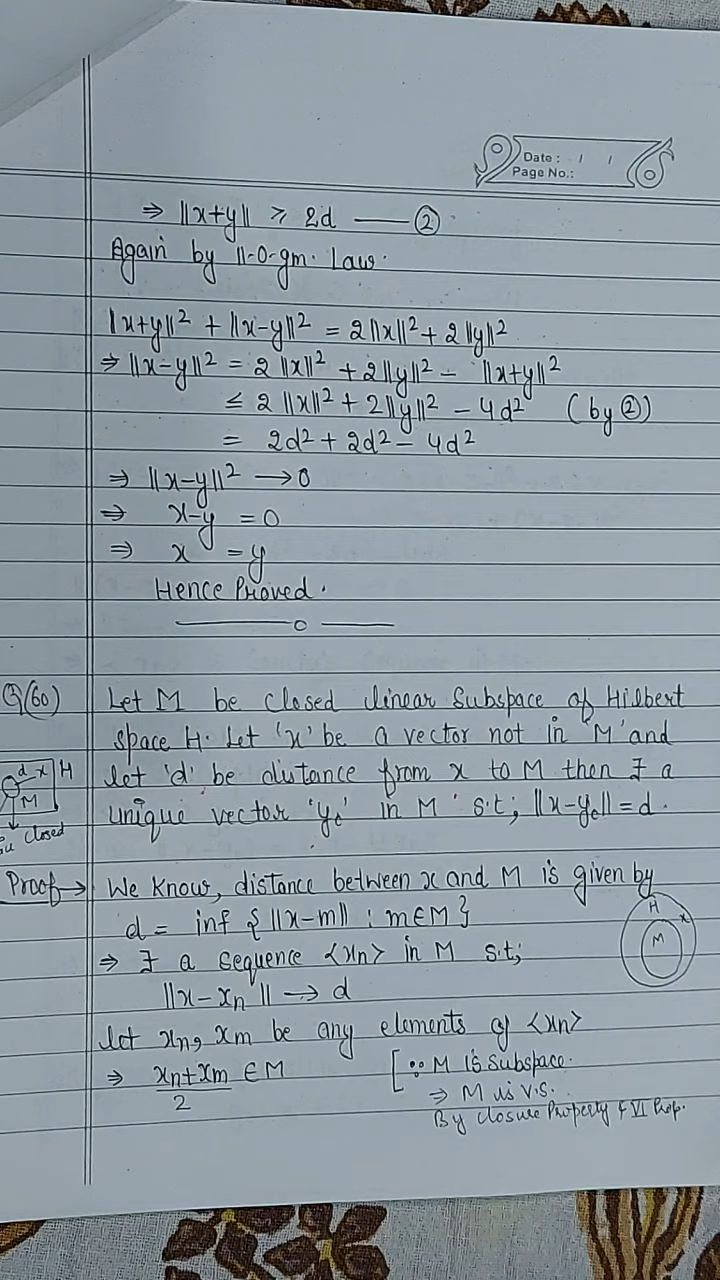 Date : / /
Page No.:
⇒ ||x+y|| ≥ 2d —— ②
Again by ||-o-gm. Law.
||x+y||² + ||x-y||² = 2||x||² + 2||y||²
⇒ ||x-y||² = 2||x||² + 2||y||² - ||x+y||²
≤ 2||x||² + 2||y||² - 4d² (by ②)
= 2d² + 2d² - 4d²
⇒ ||x-y||² → 0
⇒ x-y = 0
⇒ x = y
Hence Proved.
Q(60) Let M be closed linear Subspace of Hilbert
space H. Let 'x' be a vector not in 'M' and
let 'd' be distance from x to M then ∃ a
unique vector 'y₀' in M s.t; ||x-y₀|| = d.
d x H
M
closed
Proof → We know, distance between x and M is given by
d = inf {||x-m|| : m∈M}
H x
M
⇒ ∃ a sequence <xn> in M s.t;
||x-xn|| → d
let xn, xm be any elements of <xn>
⇒ (xn+xm)/2 ∈ M [∵ M is Subspace.
⇒ M is V.S.
By closure Property & VI Prop.